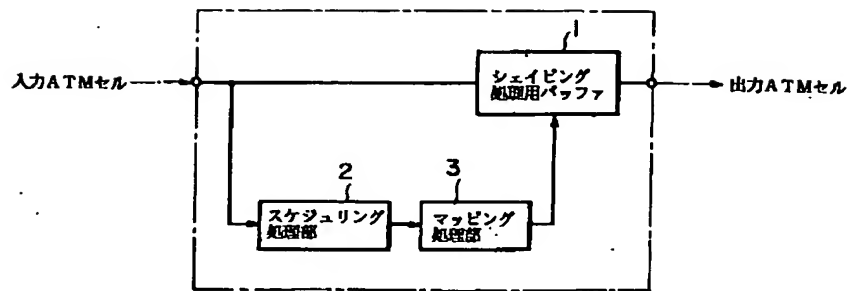 1
シェイピング
処理用バッファ
入力ATMセル
出力ATMセル
2
スケジュリング
処理部
3
マッピング
処理部